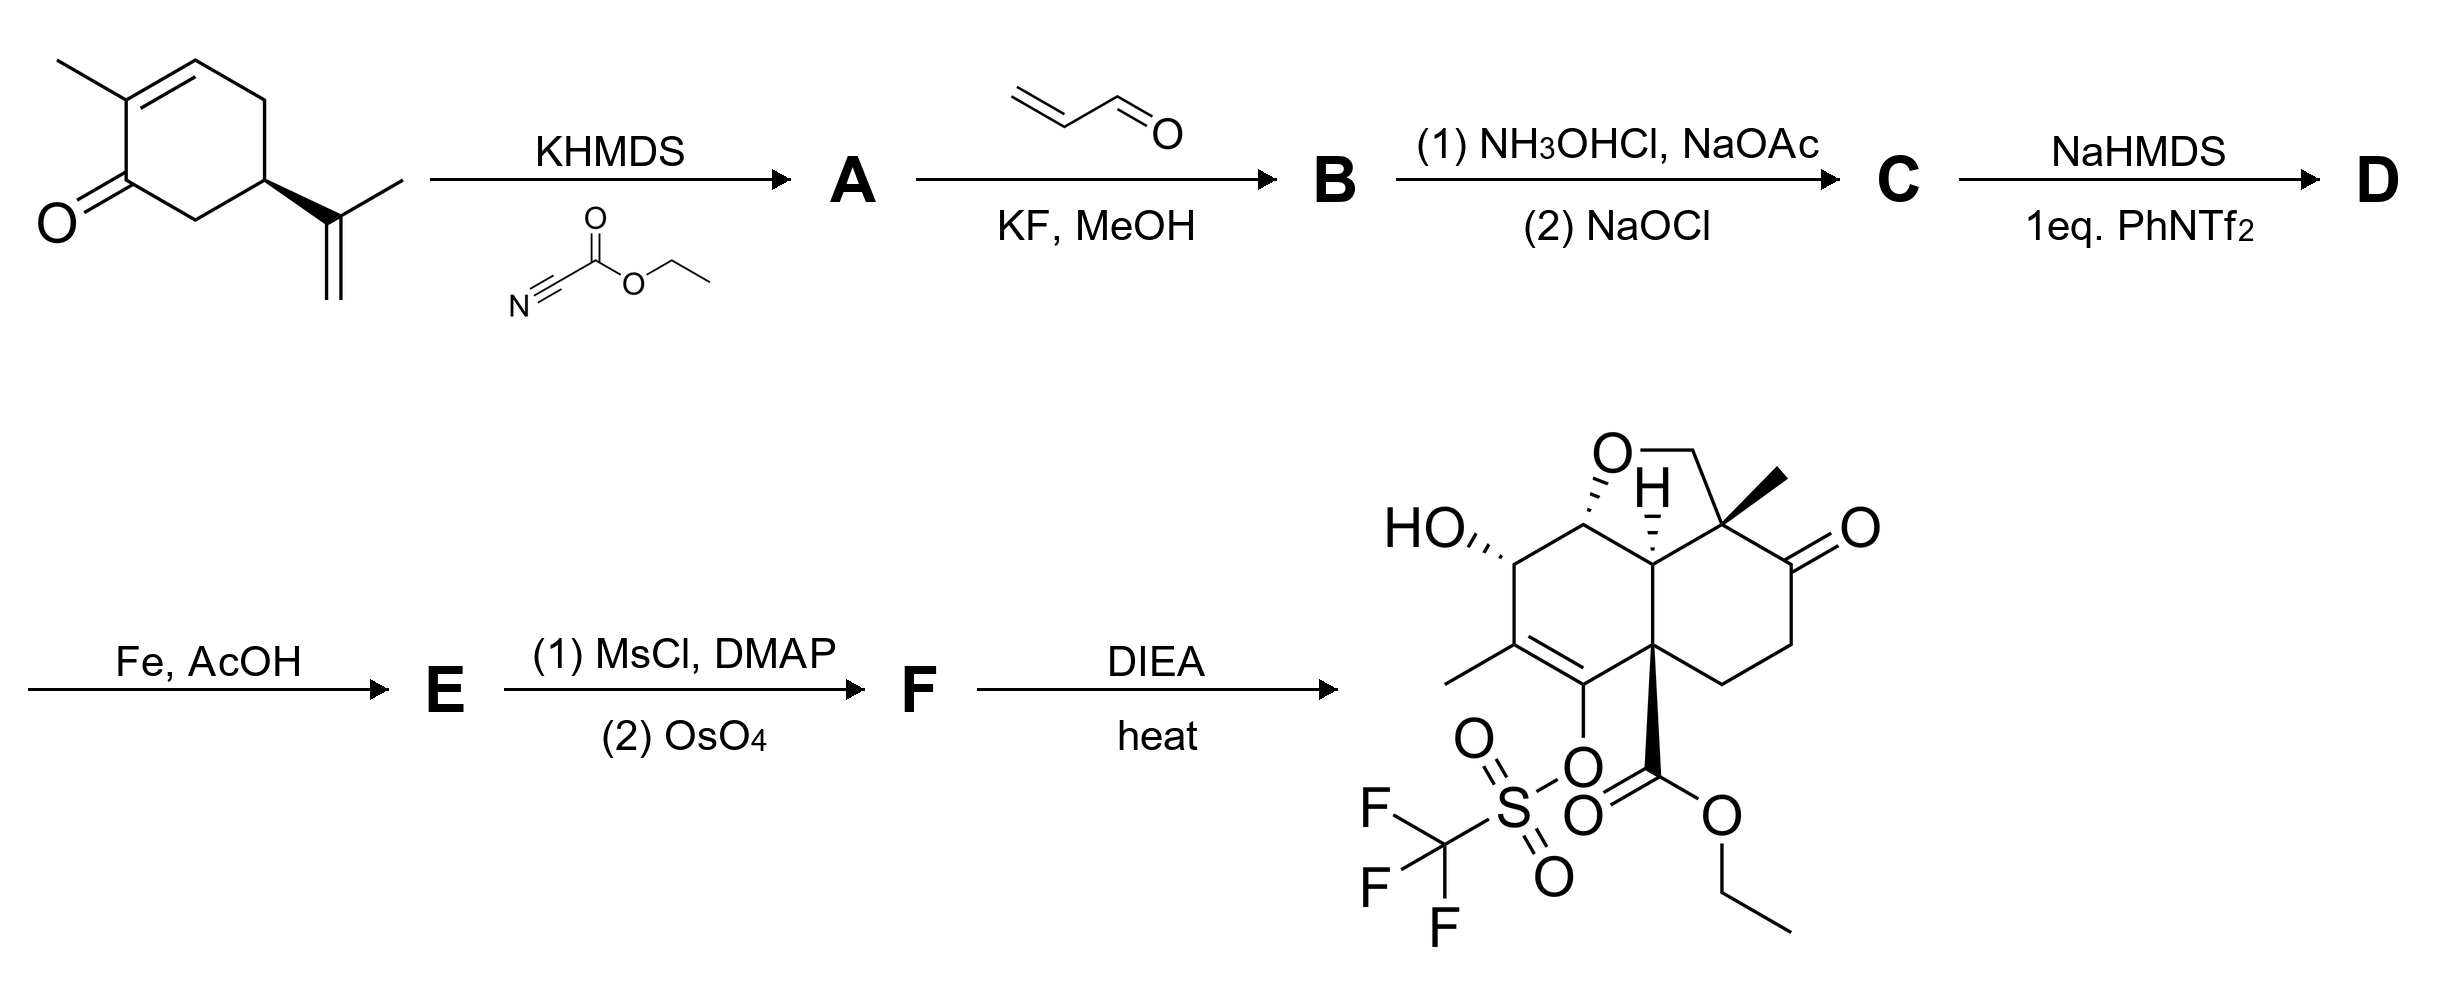 O
KHMDS
O
O
N
A
O
KF, MeOH
B
(1) NH3OHCl, NaOAc
(2) NaOCl
C
NaHMDS
1eq. PhNTf2
D
Fe, AcOH
E
(1) MsCl, DMAP
(2) OsO4
F
DIEA
heat
O
H
HO
O
O
O
O
O
S
F
O
F
F